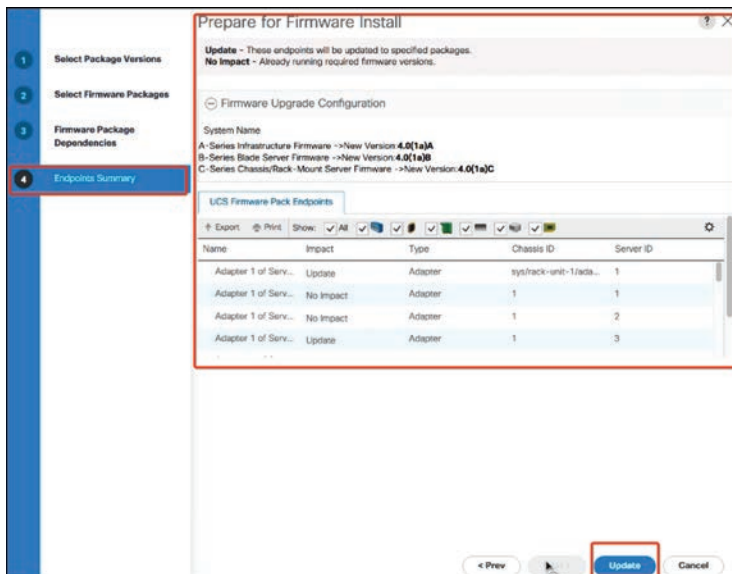 Prepare for Firmware Install
?
Update - These endpoints will be updated to specified packages.
No Impact - Already running required firmware versions.
1 Select Package Versions
2 Select Firmware Packages
3 Firmware Package
Dependencies
4 Endpoints Summary
Firmware Upgrade Configuration
System Name
A-Series Infrastructure Firmware ->New Version:4.0(1a)A
B-Series Blade Server Firmware ->New Version:4.0(1a)B
C-Series Chassis/Rack-Mount Server Firmware ->New Version:4.0(1a)C
UCS Firmware Pack Endpoints
Export Print Show: All
Name Impact Type Chassis ID Server ID
Adapter 1 of Serv... Update Adapter sys/rack-unit-1/ada... 1
Adapter 1 of Serv... No Impact Adapter 1 1
Adapter 1 of Serv... No Impact Adapter 1 2
Adapter 1 of Serv... Update Adapter 1 3
< Prev Update Cancel